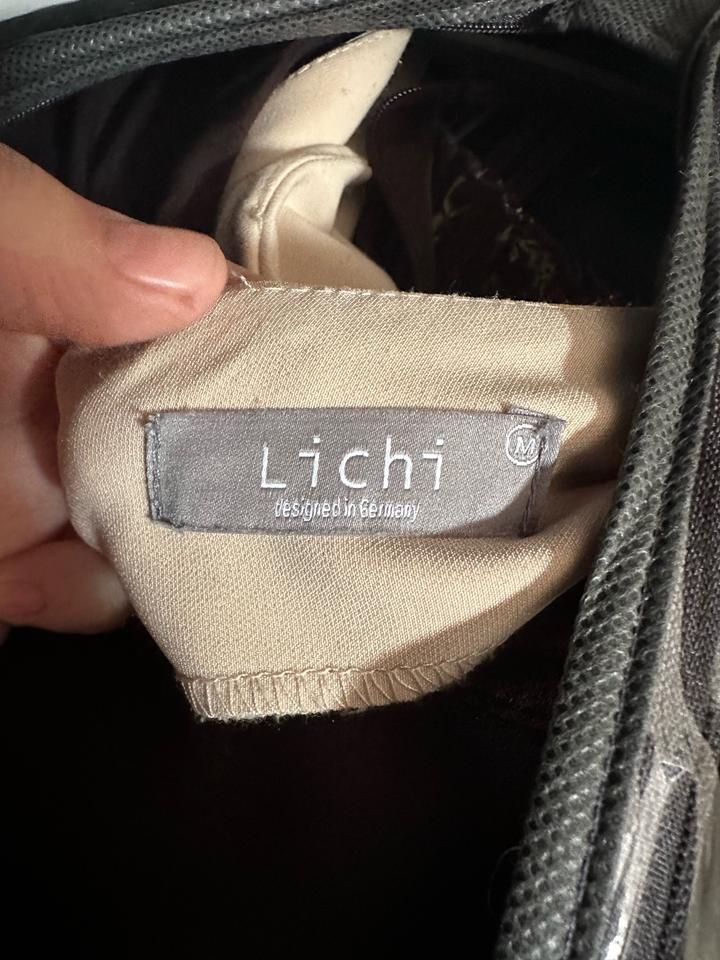 Lichi
M
designed in Germany